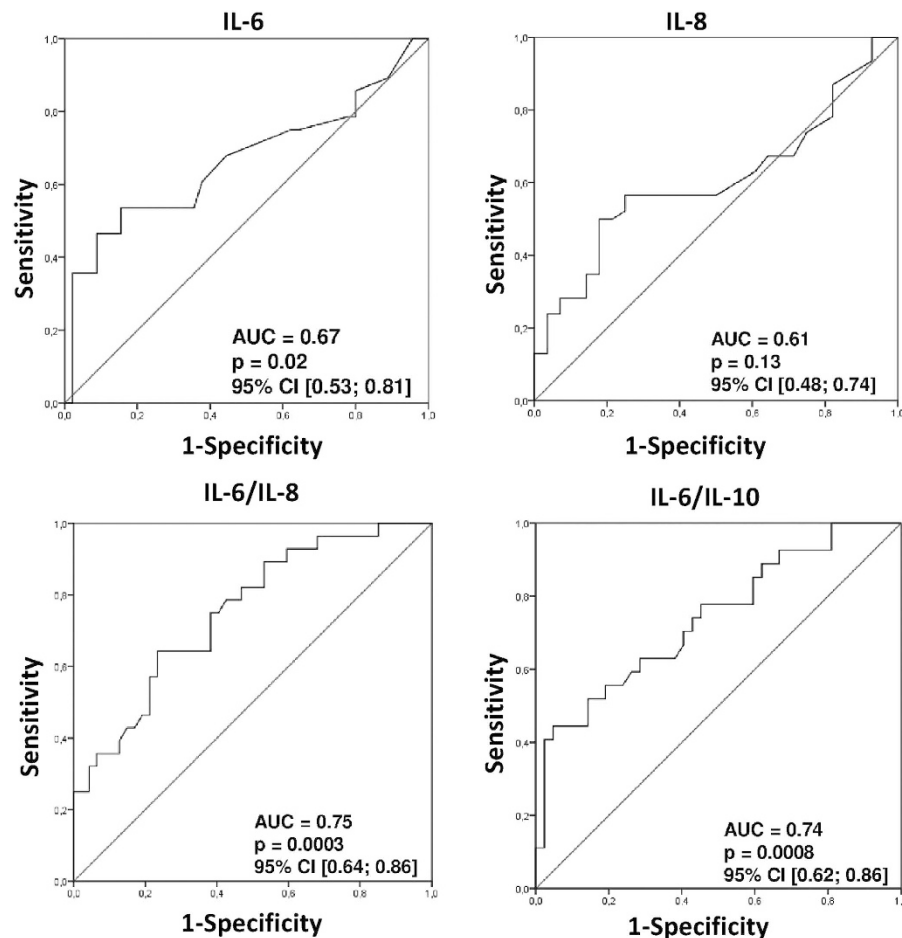 IL-6
1,0
0,8
0,6
0,4
0,2
0,0
Sensitivity
0,0
0,2
0,4
0,6
0,8
1,0
1-Specificity
AUC = 0.67
p = 0.02
95% CI [0.53; 0.81]
IL-8
1,0
0,8
0,6
0,4
0,2
0,0
Sensitivity
0,0
0,2
0,4
0,6
0,8
1,0
1-Specificity
AUC = 0.61
p = 0.13
95% CI [0.48; 0.74]
IL-6/IL-8
1,0
0,8
0,6
0,4
0,2
0,0
Sensitivity
0,0
0,2
0,4
0,6
0,8
1,0
1-Specificity
AUC = 0.75
p = 0.0003
95% CI [0.64; 0.86]
IL-6/IL-10
1,0
0,8
0,6
0,4
0,2
0,0
Sensitivity
0,0
0,2
0,4
0,6
0,8
1,0
1-Specificity
AUC = 0.74
p = 0.0008
95% CI [0.62; 0.86]